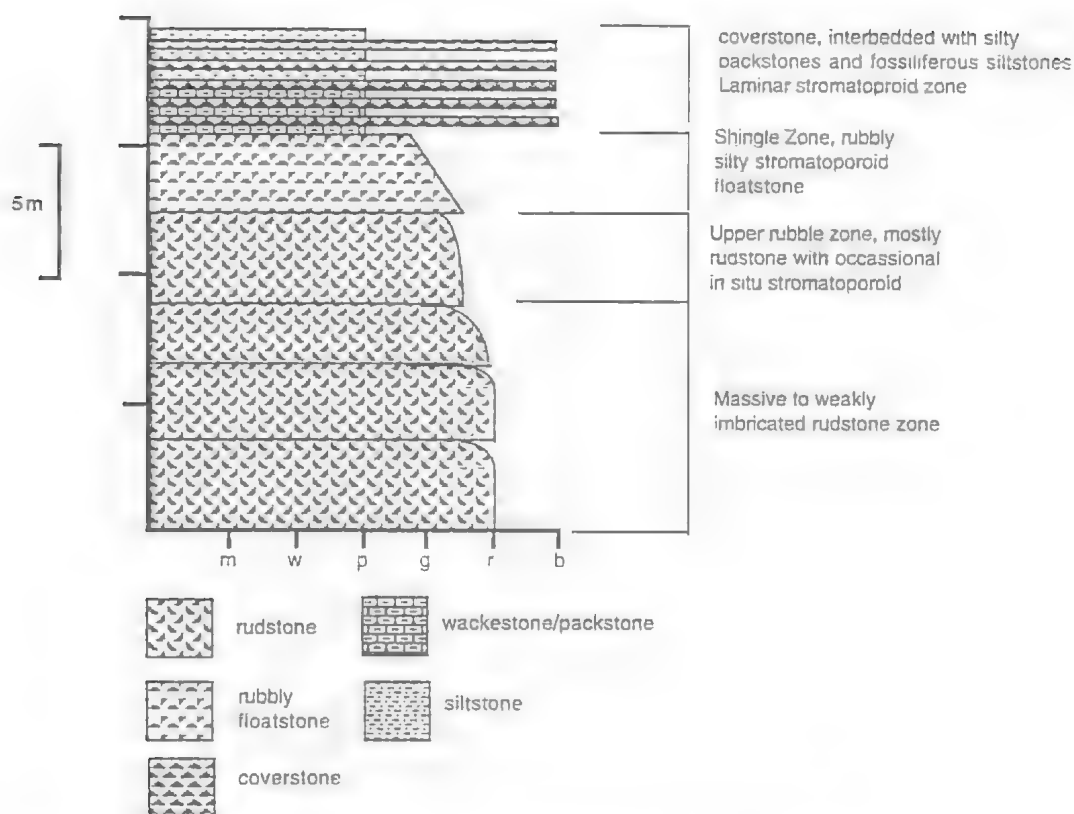 coverstone, interbedded with silty
packstones and fossiliferous siltstones
Laminar stromatoproid zone
Shingle Zone, rubbly
silty stromatoporoid
floatstone
5m
Upper rubble zone, mostly
rudstone with occassional
in situ stromatoporoid
Massive to weakly
imbricated rudstone zone
m w p g r b
rudstone
wackestone/packstone
rubbly
floatstone
siltstone
coverstone